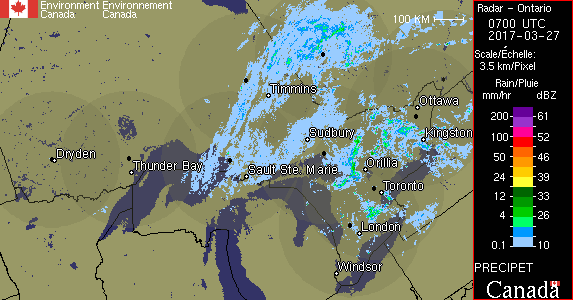 Environment Environnement
Canada Canada
100 KM
Timmins
Ottawa
Sudbury
Kingston
Dryden
Thunder Bay
Sault Ste. Marie
Orillia
Toronto
London
Windsor
Radar - Ontario
0700 UTC
2017-03-27
Scale/Échelle:
3.5 km/Pixel
Rain/Pluie
mm/hr dBZ
200 61
100 52
50 46
24 39
12 33
4 26
0.1 10
PRECIPET
Canada